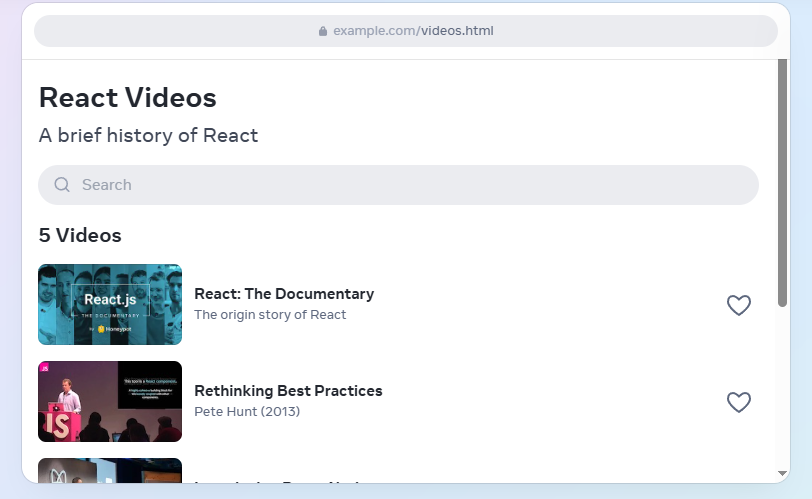 example.com/videos.html
React Videos
A brief history of React
Search
5 Videos
React.js
THE DOCUMENTARY
by Honeypot
React: The Documentary
The origin story of React
JS
JS
Rethinking Best Practices
Pete Hunt (2013)